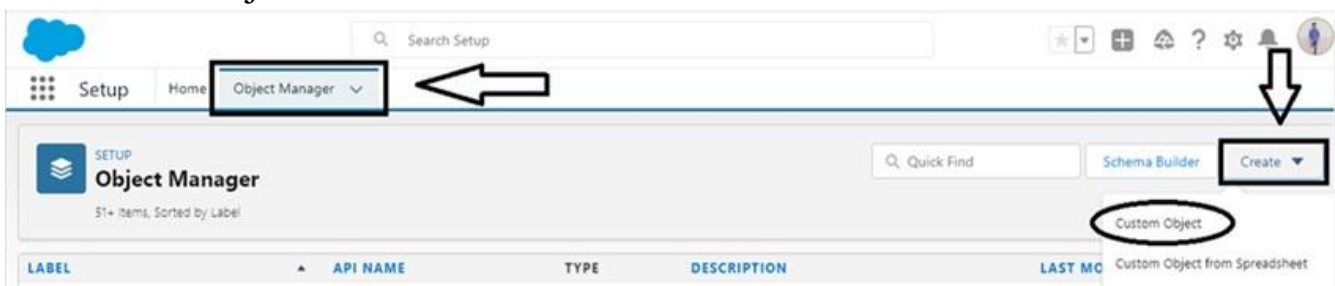 Search Setup
Setup Home Object Manager
SETUP
Object Manager
51+ Items, Sorted by Label
Quick Find
Schema Builder
Create
Custom Object
Custom Object from Spreadsheet
LABEL API NAME TYPE DESCRIPTION LAST MO